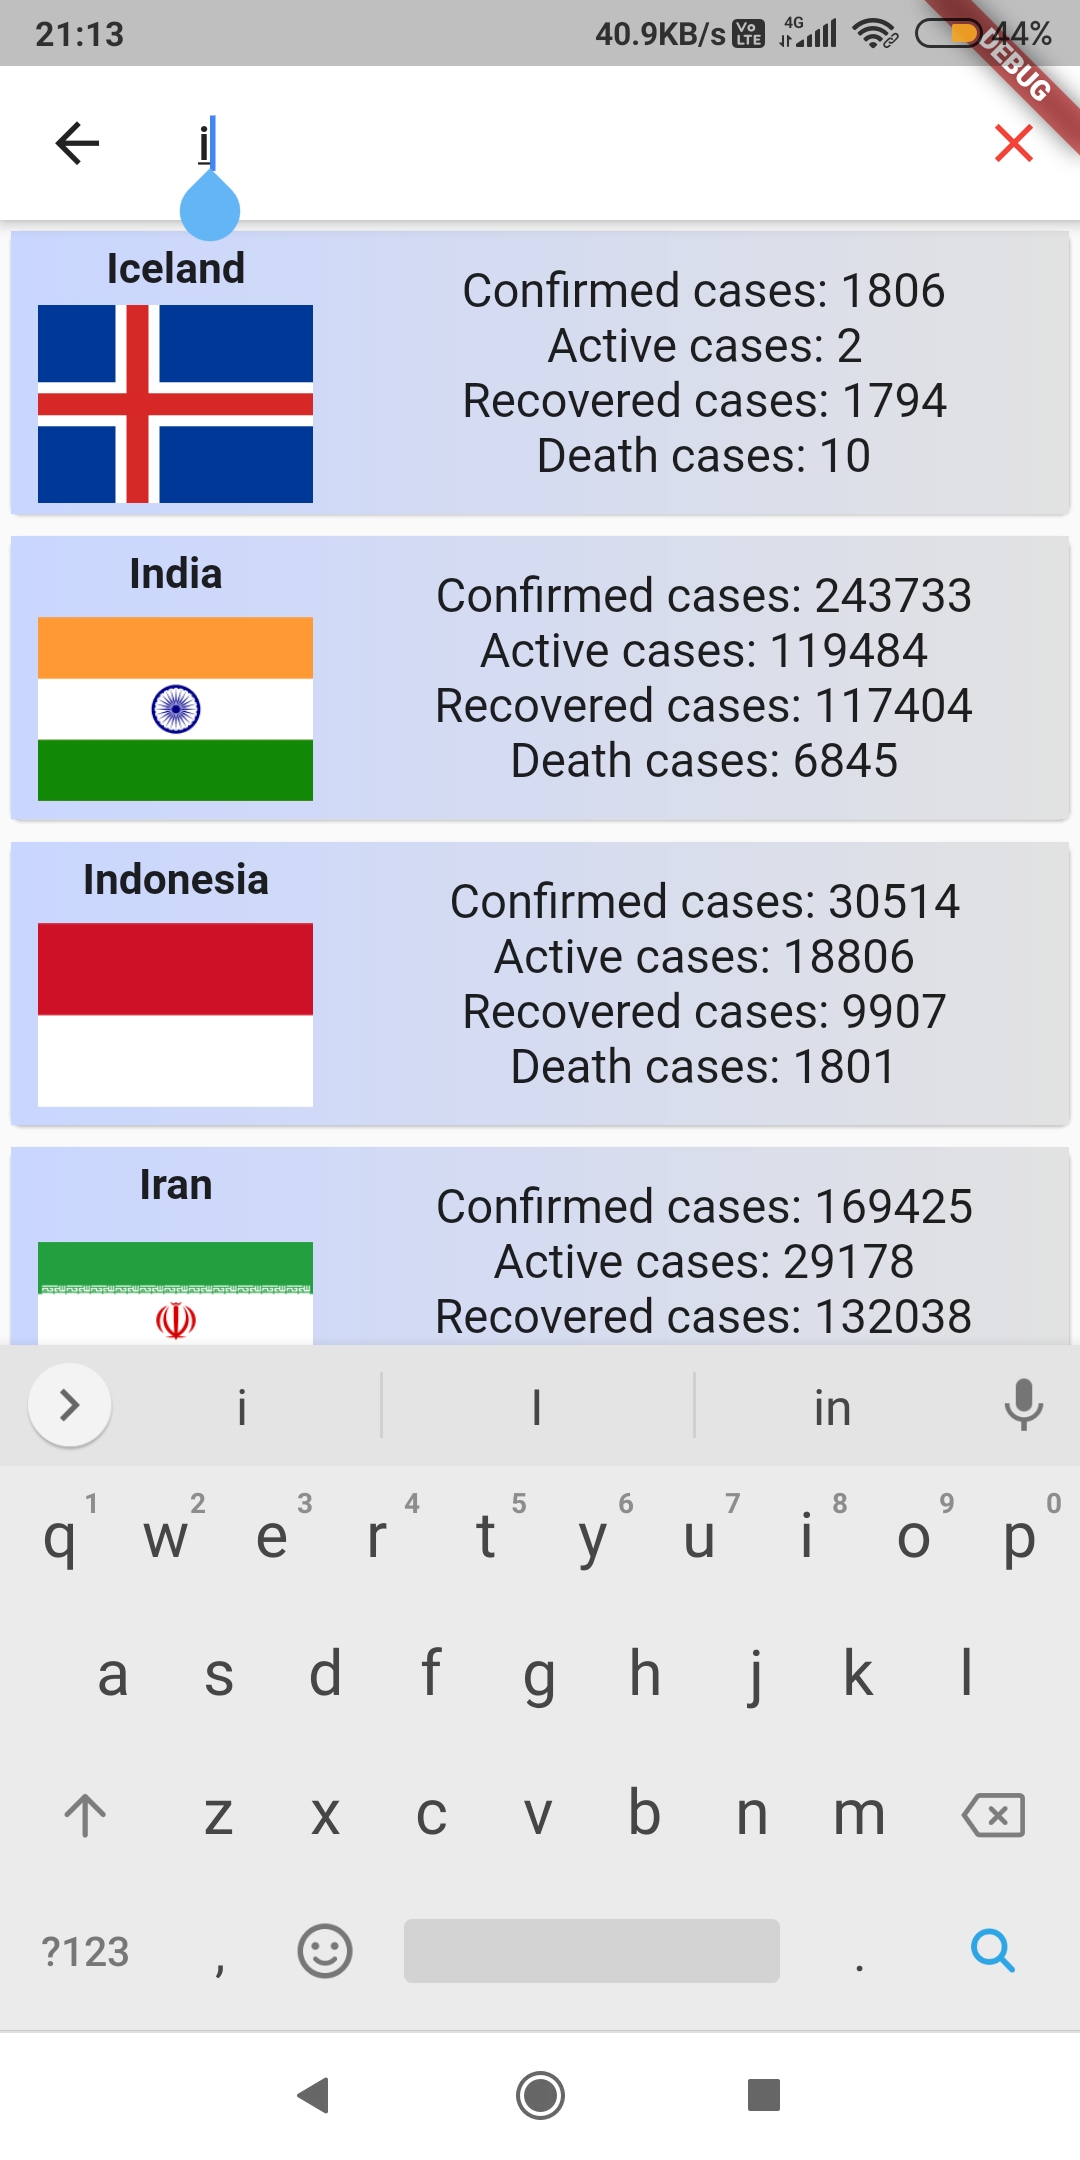 21:13
40.9KB/s Vo LTE 4G 44%
DEBUG
i
Iceland
Confirmed cases: 1806
Active cases: 2
Recovered cases: 1794
Death cases: 10
India
Confirmed cases: 243733
Active cases: 119484
Recovered cases: 117404
Death cases: 6845
Indonesia
Confirmed cases: 30514
Active cases: 18806
Recovered cases: 9907
Death cases: 1801
Iran
Confirmed cases: 169425
Active cases: 29178
Recovered cases: 132038
i I in
1 2 3 4 5 6 7 8 9 0
q w e r t y u i o p
a s d f g h j k l
z x c v b n m
?123 , .